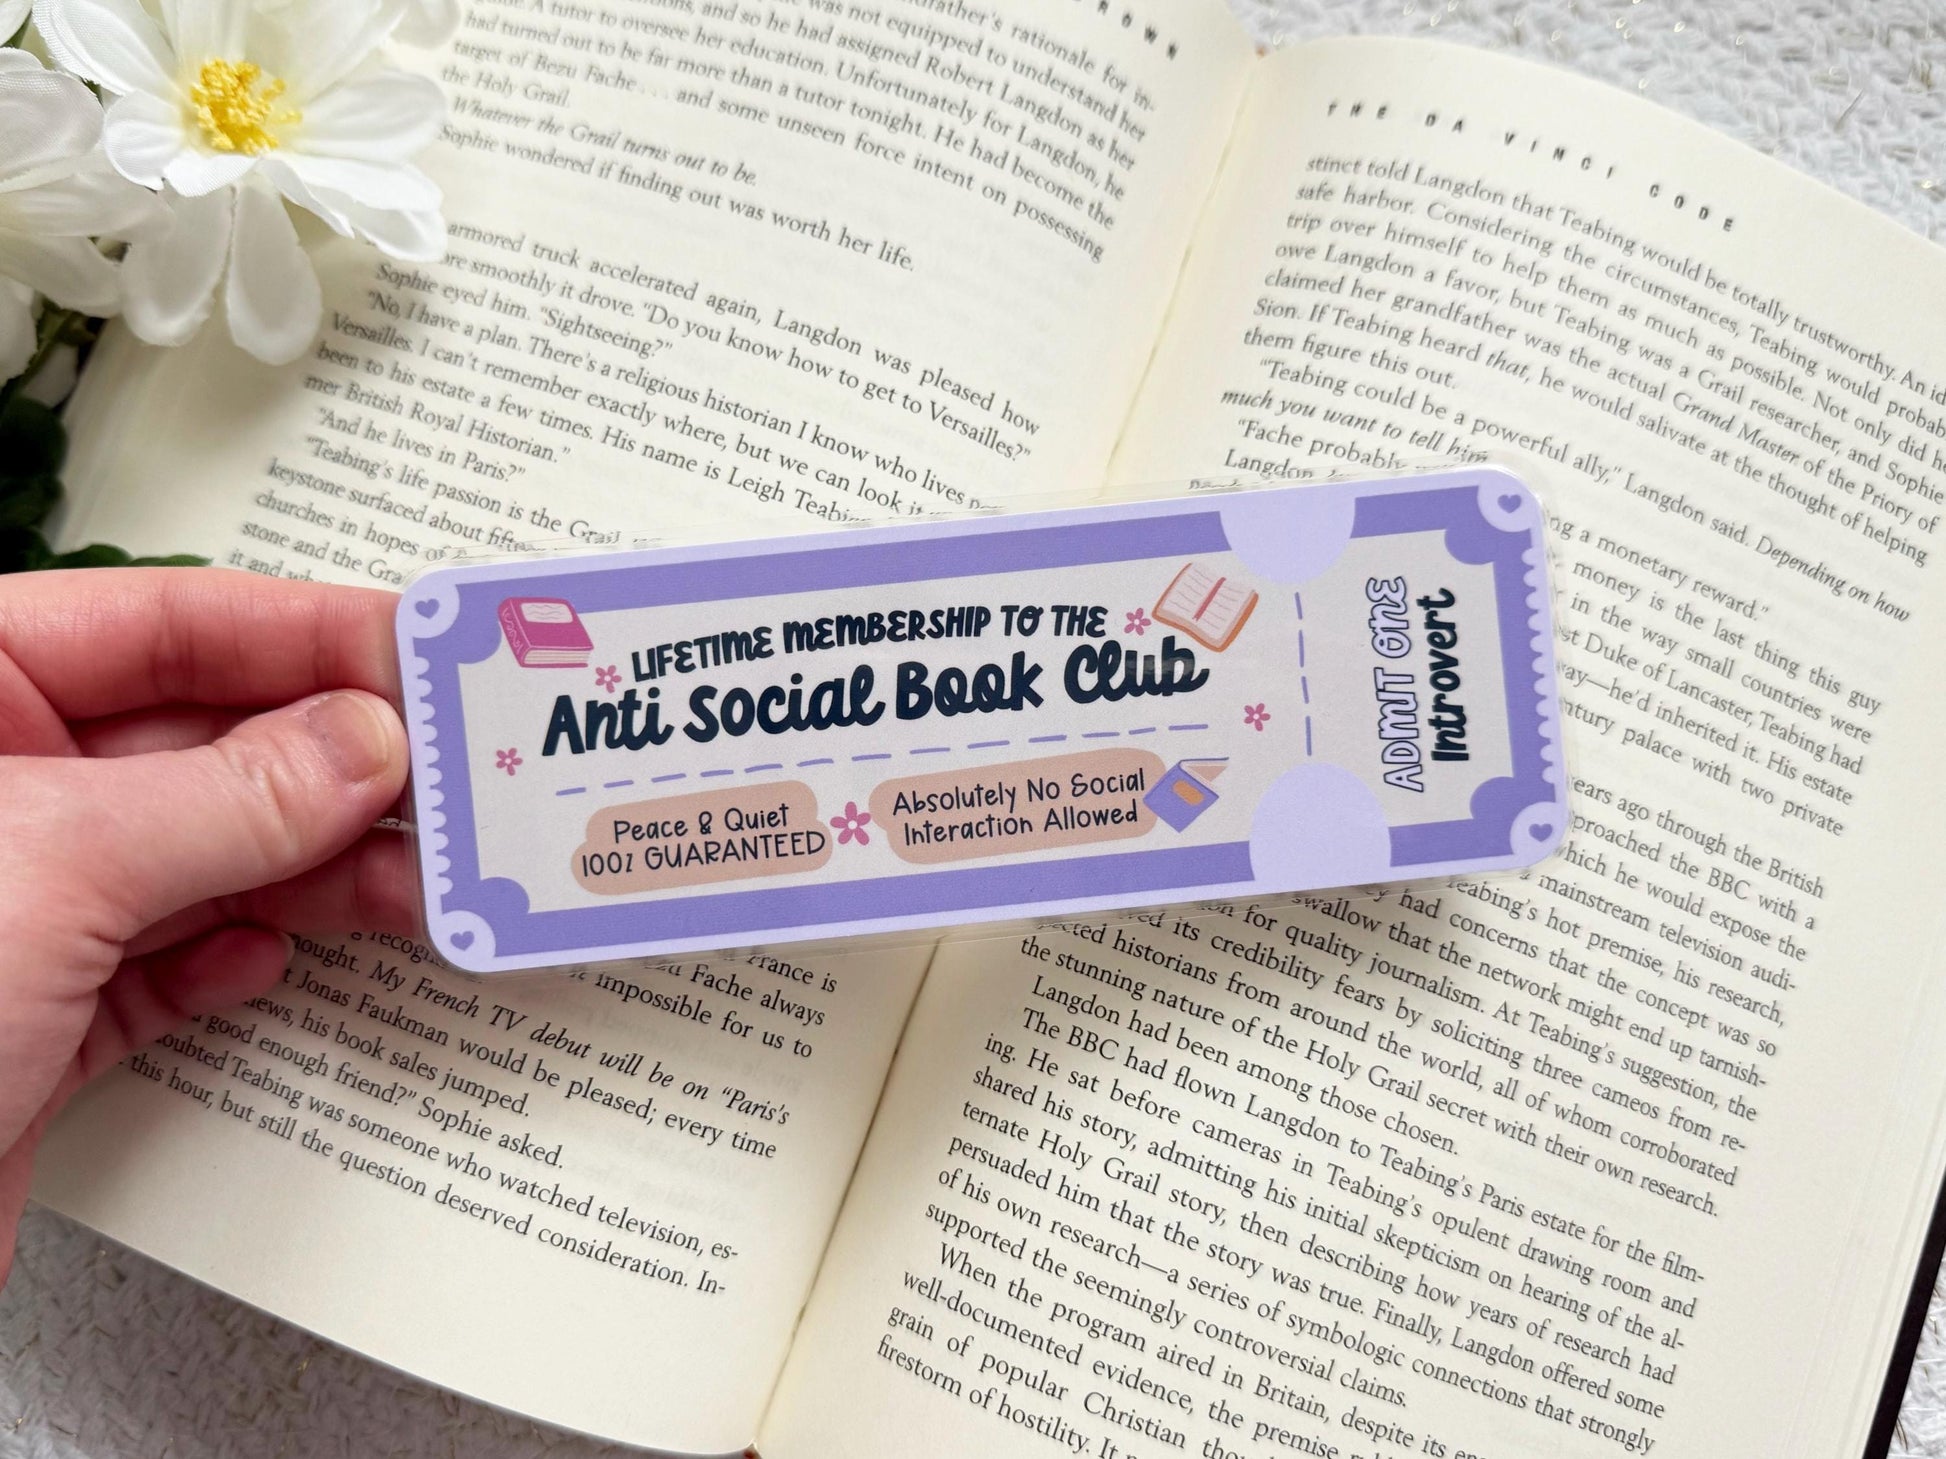 B R O W N
A tutor to oversee her education. Unfortunately for Langdon, he
had turned out to be far more than a tutor tonight. He had become the
target of Bezu Fache . . . and some unseen force intent on possessing
the Holy Grail.
Whatever the Grail turns out to be.
Sophie wondered if finding out was worth her life.
armored truck accelerated again, Langdon was pleased how
smoothly it drove. "Do you know how to get to Versailles?"
Sophie eyed him. "Sightseeing?"
"No, I have a plan. There's a religious historian I know who lives
Versailles. I can't remember exactly where, but we can look it
been to his estate a few times. His name is Leigh Teabing
mer British Royal Historian."
"And he lives in Paris?"
"Teabing's life passion is the Grail
keystone surfaced about
churches in hopes of
stone and the
it and
France is
Fache always
impossible for us to
My French TV debut will be on "Paris's
Jonas Faukman would be pleased; every time
news, his book sales jumped.
good enough friend?" Sophie asked.
Teabing was someone who watched television, es-
this hour, but still the question deserved consideration. In-
THE DA VINCI CODE
stinct told Langdon that Teabing would be totally trustworthy. An
safe harbor. Considering the circumstances, Teabing would
trip over himself to help them as much as possible. Not only did
owe Langdon a favor, but Teabing was a Grail researcher, and Sophie
claimed her grandfather was the actual Grand Master of the Priory of
Sion. If Teabing heard that, he would salivate at the thought of helping
them figure this out.
"Teabing could be a powerful ally," Langdon said. Depending on how
much you want to tell him.
"Fache probably
a monetary reward."
Langdon
money is the last thing this guy
in the way small countries were
Duke of Lancaster, Teabing had
he'd inherited it. His estate
century palace with two private
years ago through the British
approached the BBC with a
which he would expose the
a mainstream television audi-
Teabing's hot premise, his research,
had concerns that the concept was so
swallow that the network might end up tarnish-
its credibility fears by soliciting three cameos from re-
for quality journalism. At Teabing's suggestion, the
historians from around the world, all of whom corroborated
the stunning nature of the Holy Grail secret with their own research.
Langdon had been among those chosen.
The BBC had flown Langdon to Teabing's Paris estate for the film-
ing. He sat before cameras in Teabing's opulent drawing room and
shared his story, admitting his initial skepticism on hearing of the al-
ternate Holy Grail story, then describing how years of research had
persuaded him that the story was true. Finally, Langdon offered some
of his own research—a series of symbologic connections that strongly
supported the seemingly controversial claims.
When the program aired in Britain, despite its
well-documented evidence, the premise
grain of popular Christian
firestorm of hostility. It
LIFETIME MEMBERSHIP TO THE
Anti Social Book Club
Peace & Quiet
100% GUARANTEED
Absolutely No Social
Interaction Allowed
ADMIT ONE
Introvert